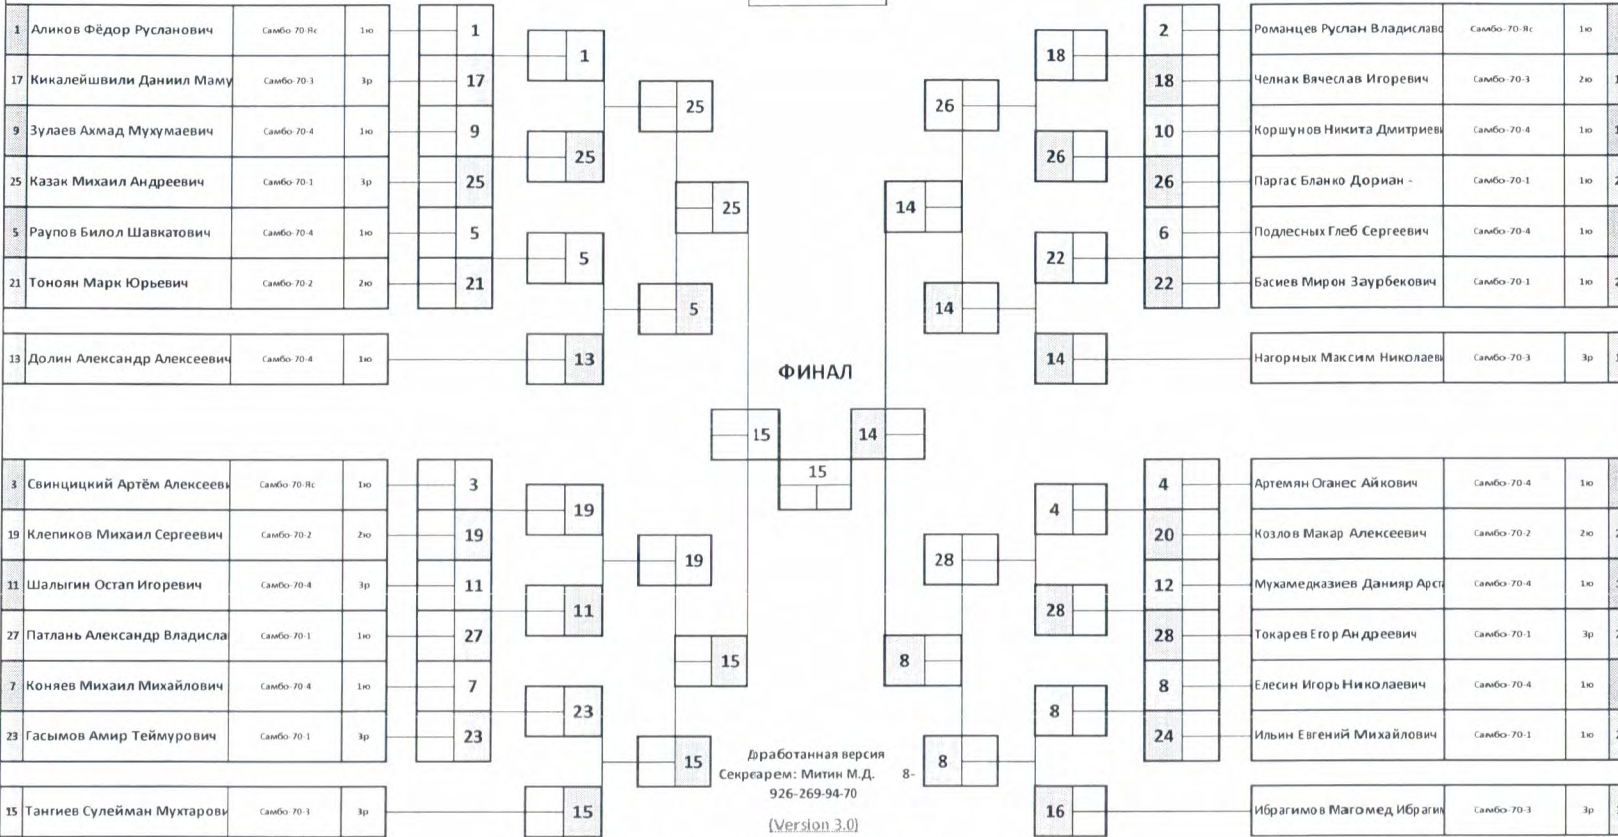 1 Аликов Фёдор Русланович Самбо-70-Яс 1ю 1
17 Кикалейшвили Даниил Маму Самбо-70-3 3р 17
9 Зулаев Ахмад Мухумаевич Самбо-70-4 1ю 9
25 Казак Михаил Андреевич Самбо-70-1 3р 25
5 Раупов Билол Шавкатович Самбо-70-4 1ю 5
21 Тоноян Марк Юрьевич Самбо-70-2 2ю 21
13 Долин Александр Алексеевич Самбо-70-4 1ю 13
1
25
5
25
5
25
3 Свинцицкий Артём Алексееви Самбо-70-Яс 1ю 3
19 Клепиков Михаил Сергеевич Самбо-70-2 2ю 19
11 Шалыгин Остап Игоревич Самбо-70-4 3р 11
27 Патлань Александр Владисла Самбо-70-1 1ю 27
7 Коняев Михаил Михайлович Самбо-70-4 1ю 7
23 Гасымов Амир Теймурович Самбо-70-1 3р 23
15 Тангиев Сулейман Мухтарови Самбо-70-3 3р 15
19
11
23
19
15
15
ФИНАЛ
15 14
15
2 Романцев Руслан Владиславо Самбо-70-Яс 1ю
18 Челнак Вячеслав Игоревич Самбо-70-3 2ю
10 Коршунов Никита Дмитриеви Самбо-70-4 1ю
26 Паргас Бланко Дориан - Самбо-70-1 1ю
6 Подлесных Глеб Сергеевич Самбо-70-4 1ю
22 Басиев Мирон Заурбекович Самбо-70-1 1ю
14 Нагорных Максим Николаеви Самбо-70-3 3р
18
26
22
26
14
14
4 Артемян Оганес Айкович Самбо-70-4 1ю
20 Козлов Макар Алексеевич Самбо-70-2 2ю
12 Мухамедказиев Данияр Арсл Самбо-70-4 1ю
28 Токарев Егор Андреевич Самбо-70-1 3р
8 Елесин Игорь Николаевич Самбо-70-4 1ю
24 Ильин Евгений Михайлович Самбо-70-1 1ю
16 Ибрагимов Магомед Ибрагим Самбо-70-3 3р
4
28
8
28
8
8
Доработанная версия
Секреарем: Митин М.Д. 8-
926-269-94-70
(Version 3.0)